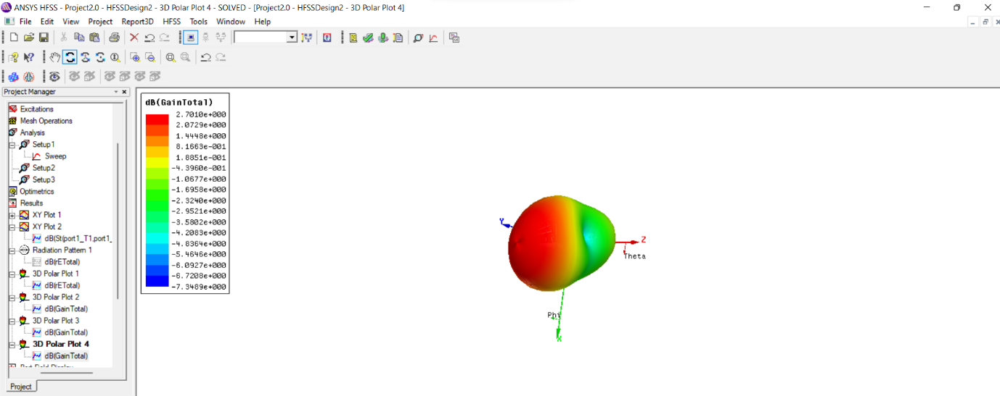 ANSYS HFSS - Project2.0 - HFSSDesign2 - 3D Polar Plot 4 - SOLVED - [Project2.0 - HFSSDesign2 - 3D Polar Plot 4]
File Edit View Project Report3D HFSS Tools Window Help
Project Manager
Excitations
Mesh Operations
Analysis
Setup1
Sweep
Setup2
Setup3
Optimetrics
Results
XY Plot 1
XY Plot 2
dB(St(port1_T1,port1_
Radiation Pattern 1
dB(rETotal)
3D Polar Plot 1
dB(rETotal)
3D Polar Plot 2
dB(GainTotal)
3D Polar Plot 3
dB(GainTotal)
3D Polar Plot 4
dB(GainTotal)
Project
dB(GainTotal)
2.7010e+000
2.0729e+000
1.4448e+000
8.1663e-001
1.8851e-001
-4.3960e-001
-1.0677e+000
-1.6958e+000
-2.3240e+000
-2.9521e+000
-3.5802e+000
-4.2083e+000
-4.8364e+000
-5.4646e+000
-6.0927e+000
-6.7208e+000
-7.3489e+000
Y
Z
Theta
Phi
X